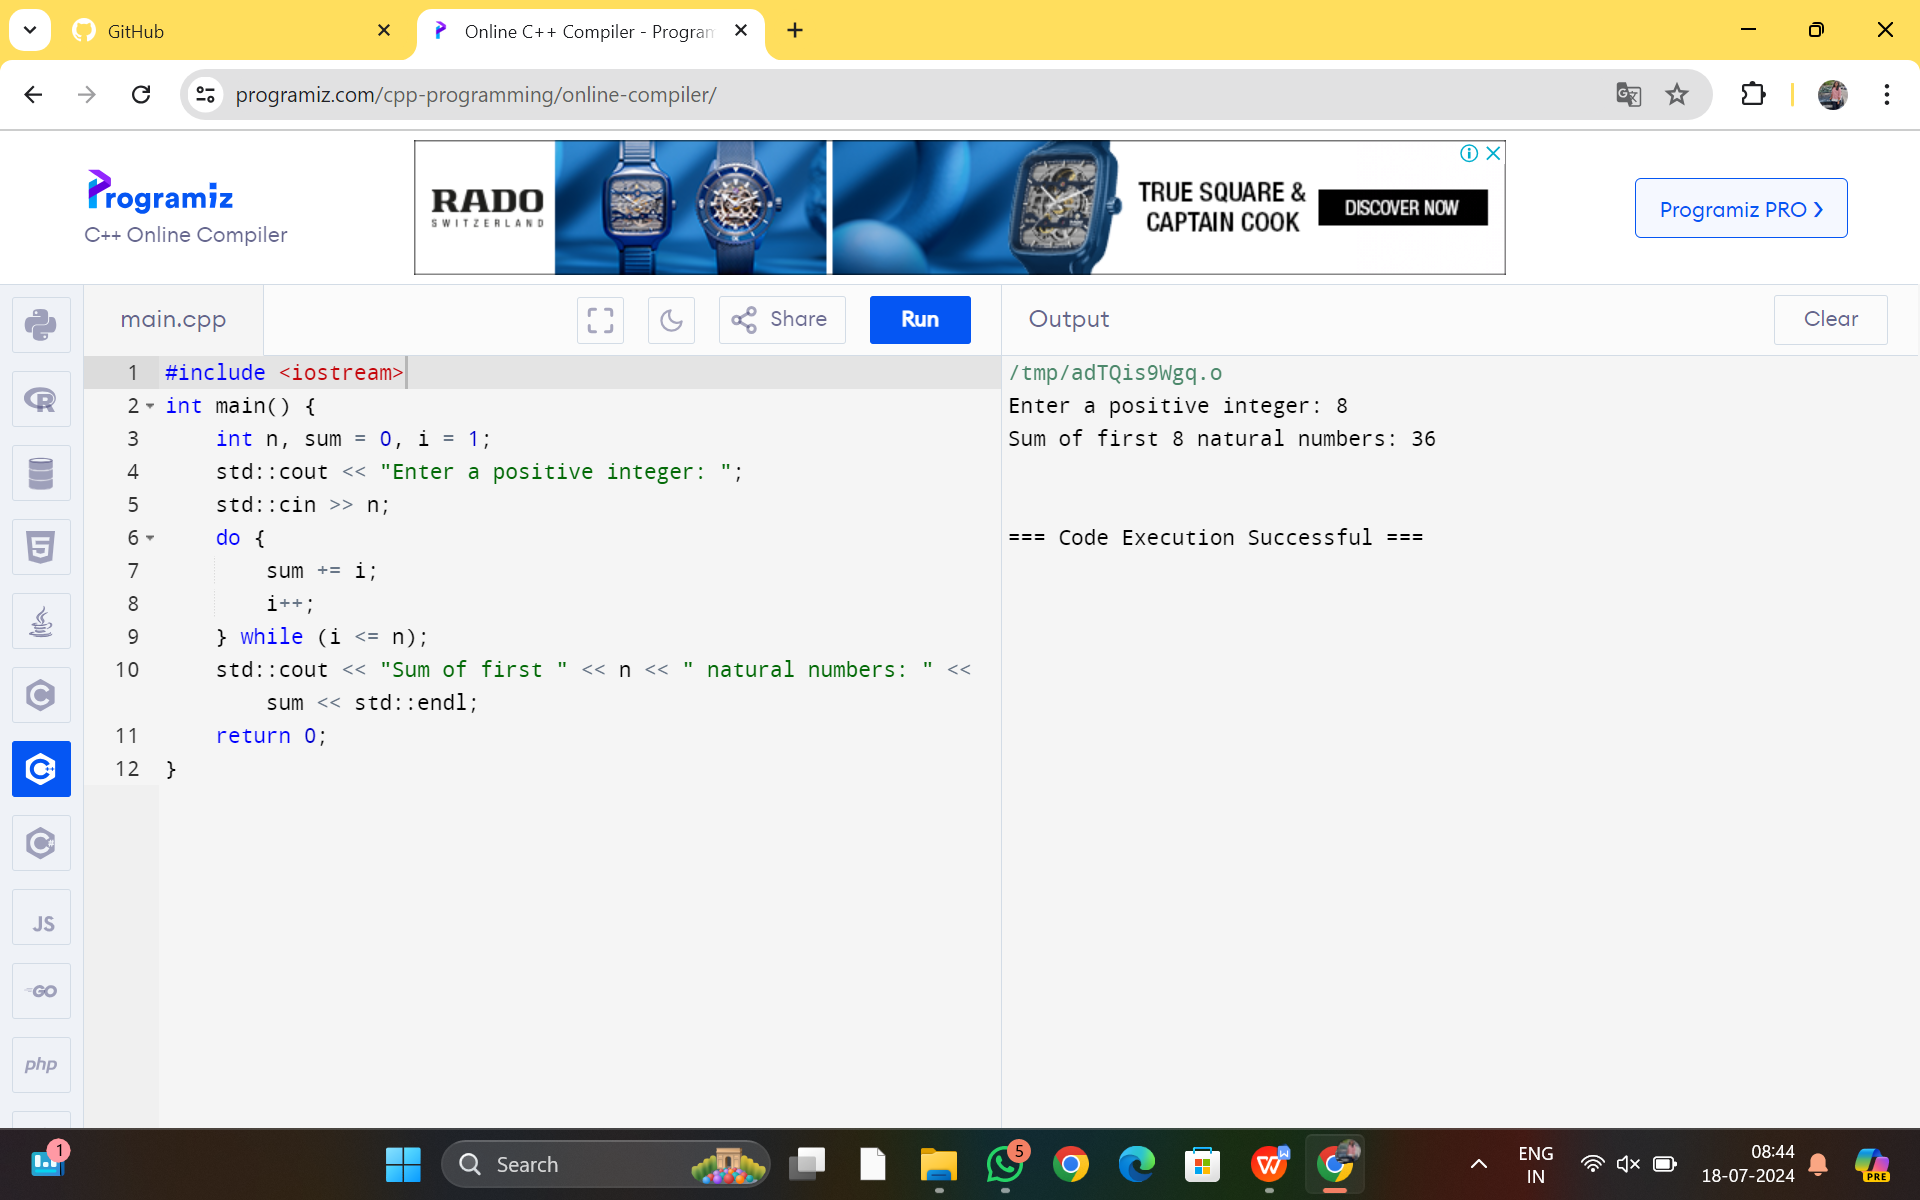 GitHub
Online C++ Compiler - Program
programiz.com/cpp-programming/online-compiler/
Programiz
C++ Online Compiler
RADO
SWITZERLAND
TRUE SQUARE &
CAPTAIN COOK
DISCOVER NOW
Programiz PRO ›
main.cpp
Share
Run
Output
Clear
1 #include <iostream>
2 int main() {
3     int n, sum = 0, i = 1;
4     std::cout << "Enter a positive integer: ";
5     std::cin >> n;
6     do {
7         sum += i;
8         i++;
9     } while (i <= n);
10     std::cout << "Sum of first " << n << " natural numbers: " <<
        sum << std::endl;
11     return 0;
12 }
/tmp/adTQis9Wgq.o
Enter a positive integer: 8
Sum of first 8 natural numbers: 36
=== Code Execution Successful ===
JS
GO
php
1
Search
5
ENG
IN
08:44
18-07-2024
PRE